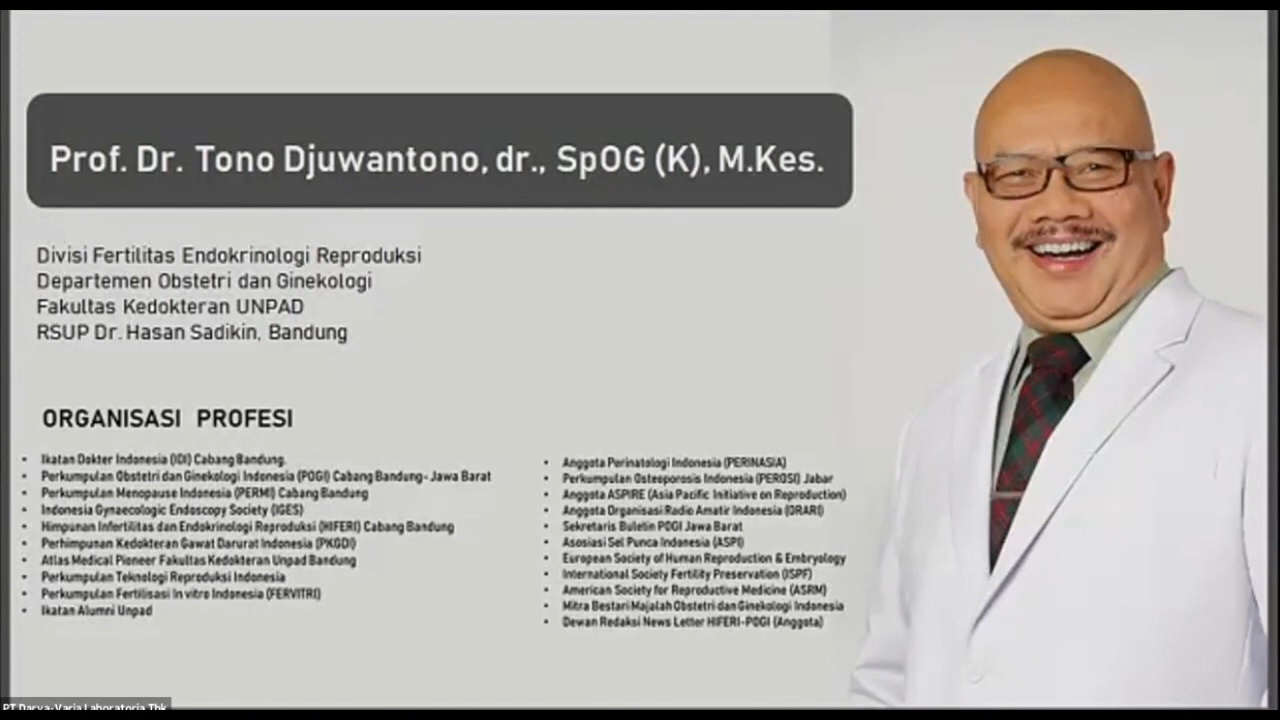 Prof. Dr. Tono Djuwantono, dr., SpOG (K), M.Kes.
Divisi Fertilitas Endokrinologi Reproduksi
Departemen Obstetri dan Ginekologi
Fakultas Kedokteran UNPAD
RSUP Dr. Hasan Sadikin, Bandung
ORGANISASI PROFESI
• Ikatan Dokter Indonesia (IDI) Cabang Bandung.
• Perkumpulan Obstetri dan Ginekologi Indonesia (POGI) Cabang Bandung- Jawa Barat
• Perkumpulan Menopause Indonesia (PERMI) Cabang Bandung
• Indonesia Gynaecologic Endoscopy Society (IGES)
• Himpunan Infertilitas dan Endokrinologi Reproduksi (HIFERI) Cabang Bandung
• Perhimpunan Kedokteran Gawat Darurat Indonesia (PKGDI)
• Atlas Medical Pioneer Fakultas Kedokteran Unpad Bandung
• Perkumpulan Teknologi Reproduksi Indonesia
• Perkumpulan Fertilisasi In vitro Indonesia (FERVITRI)
• Ikatan Alumni Unpad
• Anggota Perinatologi Indonesia (PERINASIA)
• Perkumpulan Osteoporosis Indonesia (PEROSI) Jabar
• Anggota ASPIRE (Asia Pacific Initiative on Reproduction)
• Anggota Organisasi Radio Amatir Indonesia (ORARI)
• Sekretaris Buletin POGI Jawa Barat
• Asosiasi Sel Punca Indonesia (ASPI)
• European Society of Human Reproduction & Embryology
• International Society Fertility Preservation (ISPF)
• American Society for Reproductive Medicine (ASRM)
• Mitra Bestari Majalah Obstetri dan Ginekologi Indonesia
• Dewan Redaksi News Letter HIFERI-POGI (Anggota)
PT Darya-Varia Laboratoria Tbk